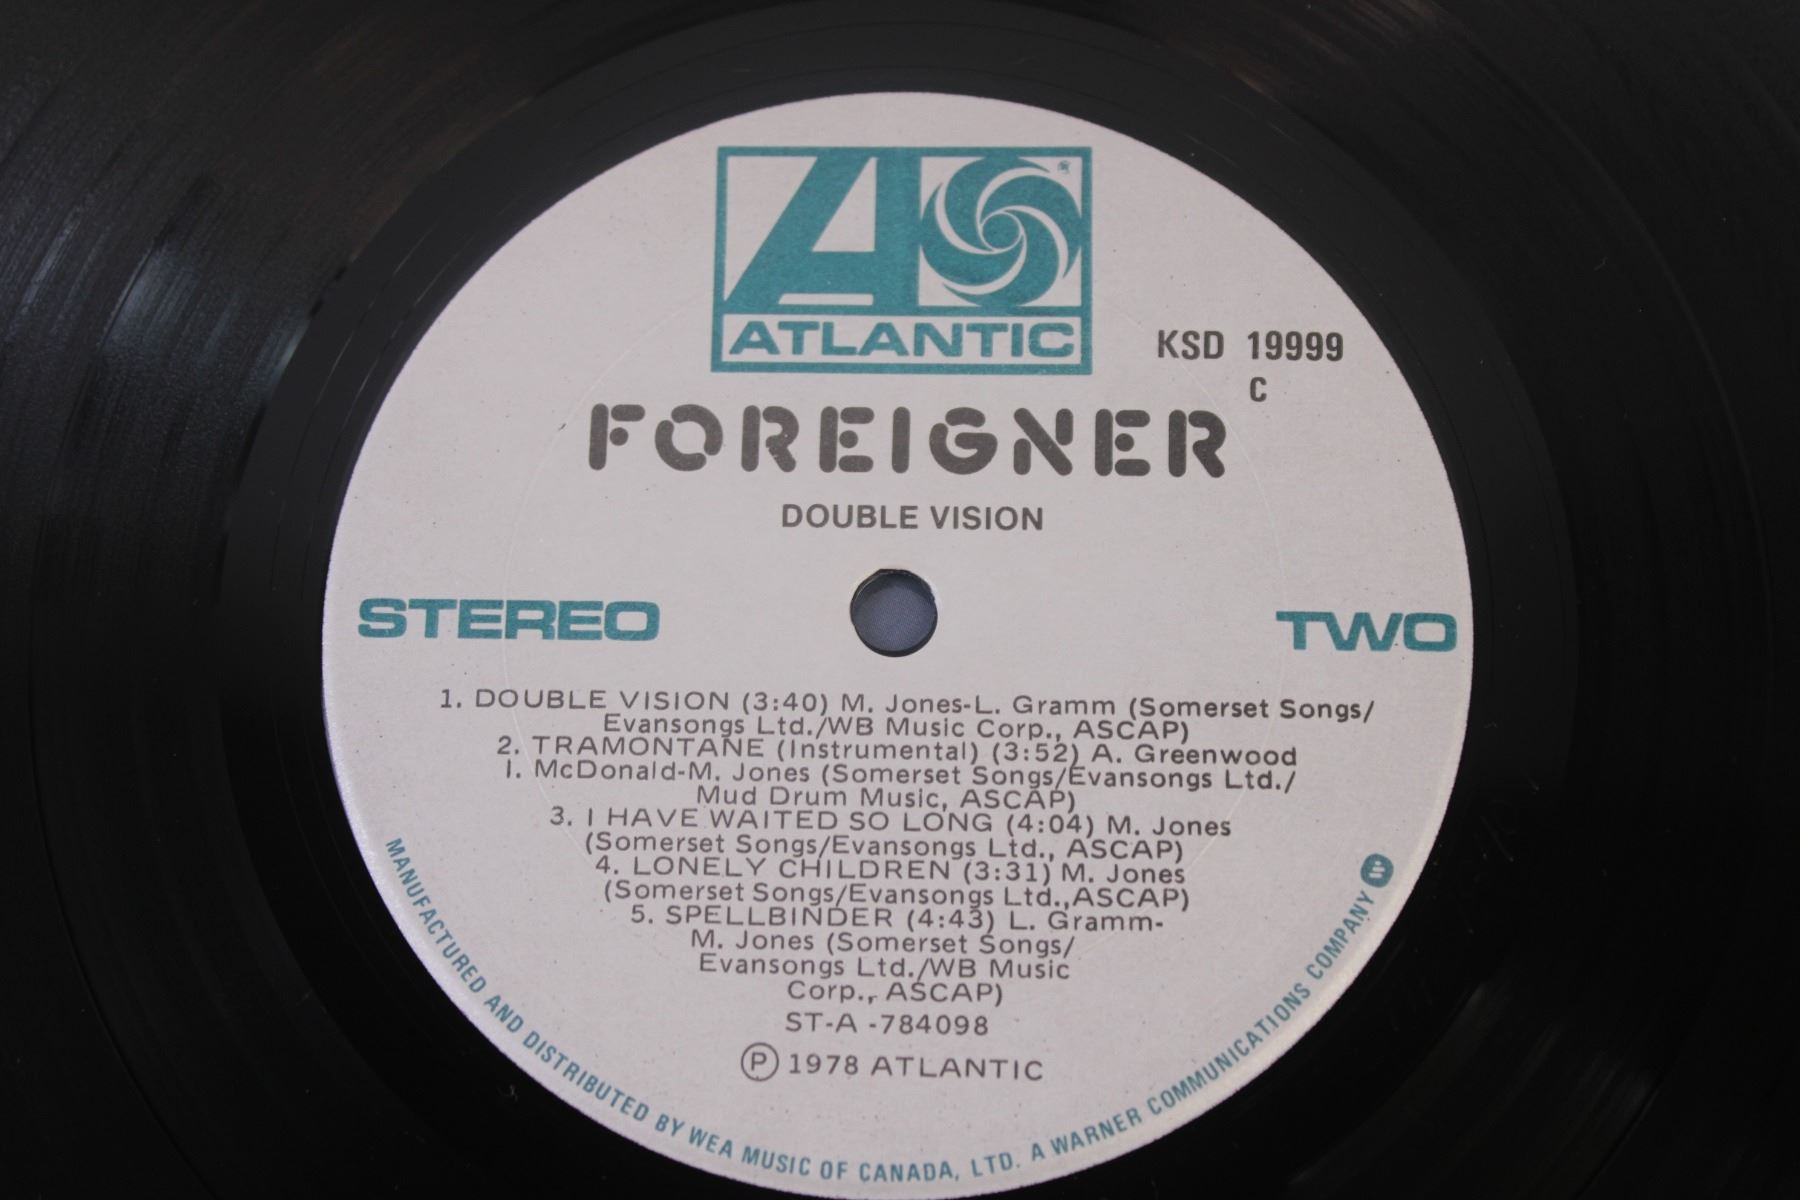 ATLANTIC
KSD 19999
C
FOREIGNER
DOUBLE VISION
STEREO
TWO
1. DOUBLE VISION (3:40) M. Jones-L. Gramm (Somerset Songs/
Evansongs Ltd./WB Music Corp., ASCAP)
2. TRAMONTANE (Instrumental) (3:52) A. Greenwood
I. McDonald-M. Jones (Somerset Songs/Evansongs Ltd./
Mud Drum Music, ASCAP)
3. I HAVE WAITED SO LONG (4:04) M. Jones
(Somerset Songs/Evansongs Ltd., ASCAP)
4. LONELY CHILDREN (3:31) M. Jones
(Somerset Songs/Evansongs Ltd.,ASCAP)
5. SPELLBINDER (4:43) L. Gramm-
M. Jones (Somerset Songs/
Evansongs Ltd./WB Music
Corp., ASCAP)
ST-A -784098
Ⓟ 1978 ATLANTIC
MANUFACTURED AND DISTRIBUTED BY WEA MUSIC OF CANADA, LTD. A WARNER COMMUNICATIONS COMPANY